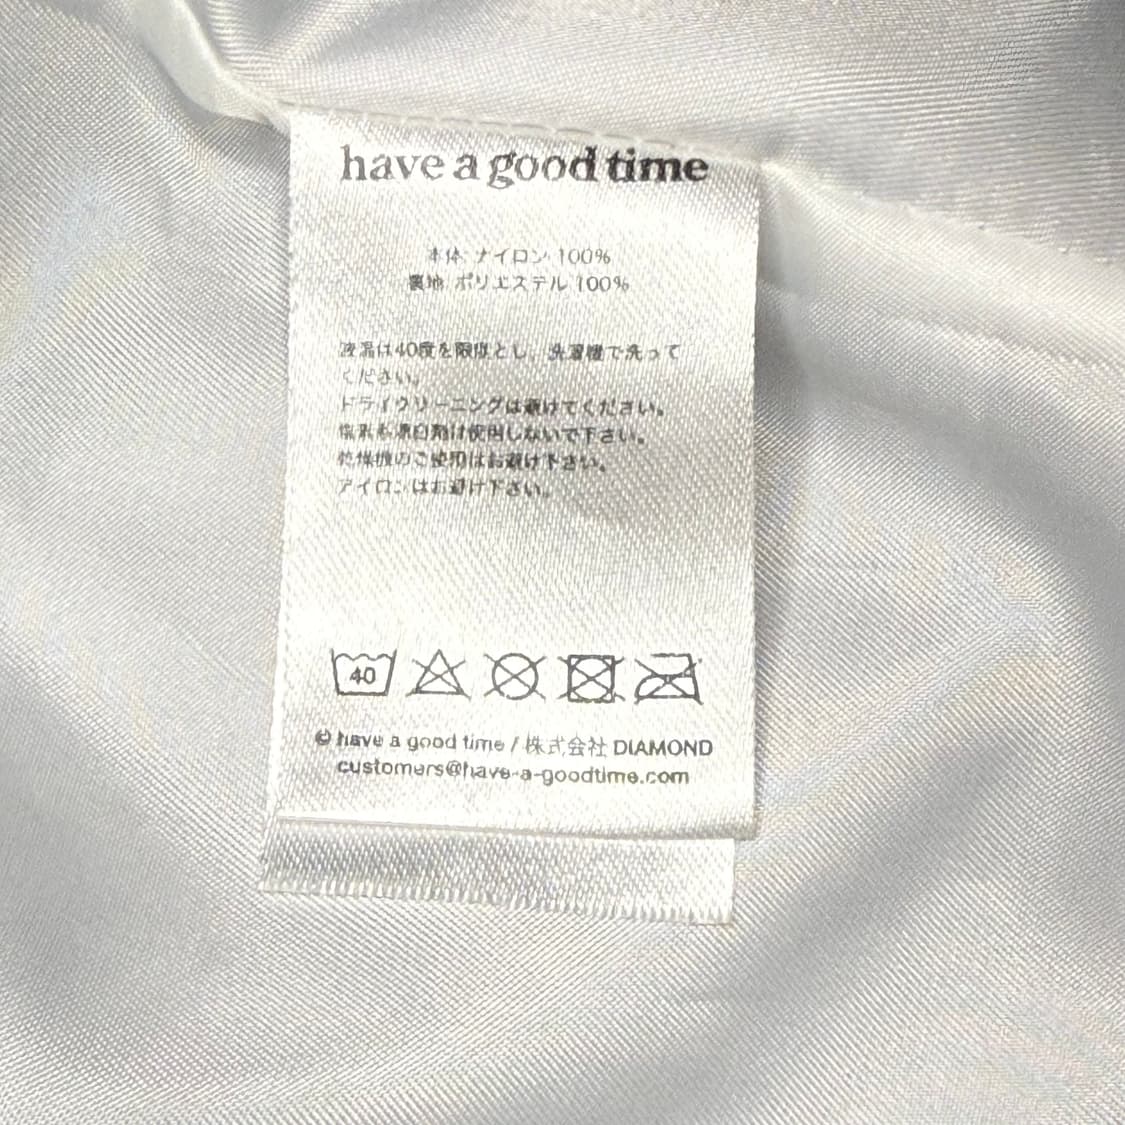 have a good time
本体 ナイロン 100%
裏地 ポリエステル 100%
液温は40度を限度とし、洗濯機で洗って
ください。
ドライクリーニングは避けてください。
塩素系漂白剤は使用しないで下さい。
乾燥機のご使用はお避け下さい。
アイロンはお避け下さい。
40
© have a good time / 株式会社 DIAMOND
customers@have-a-goodtime.com